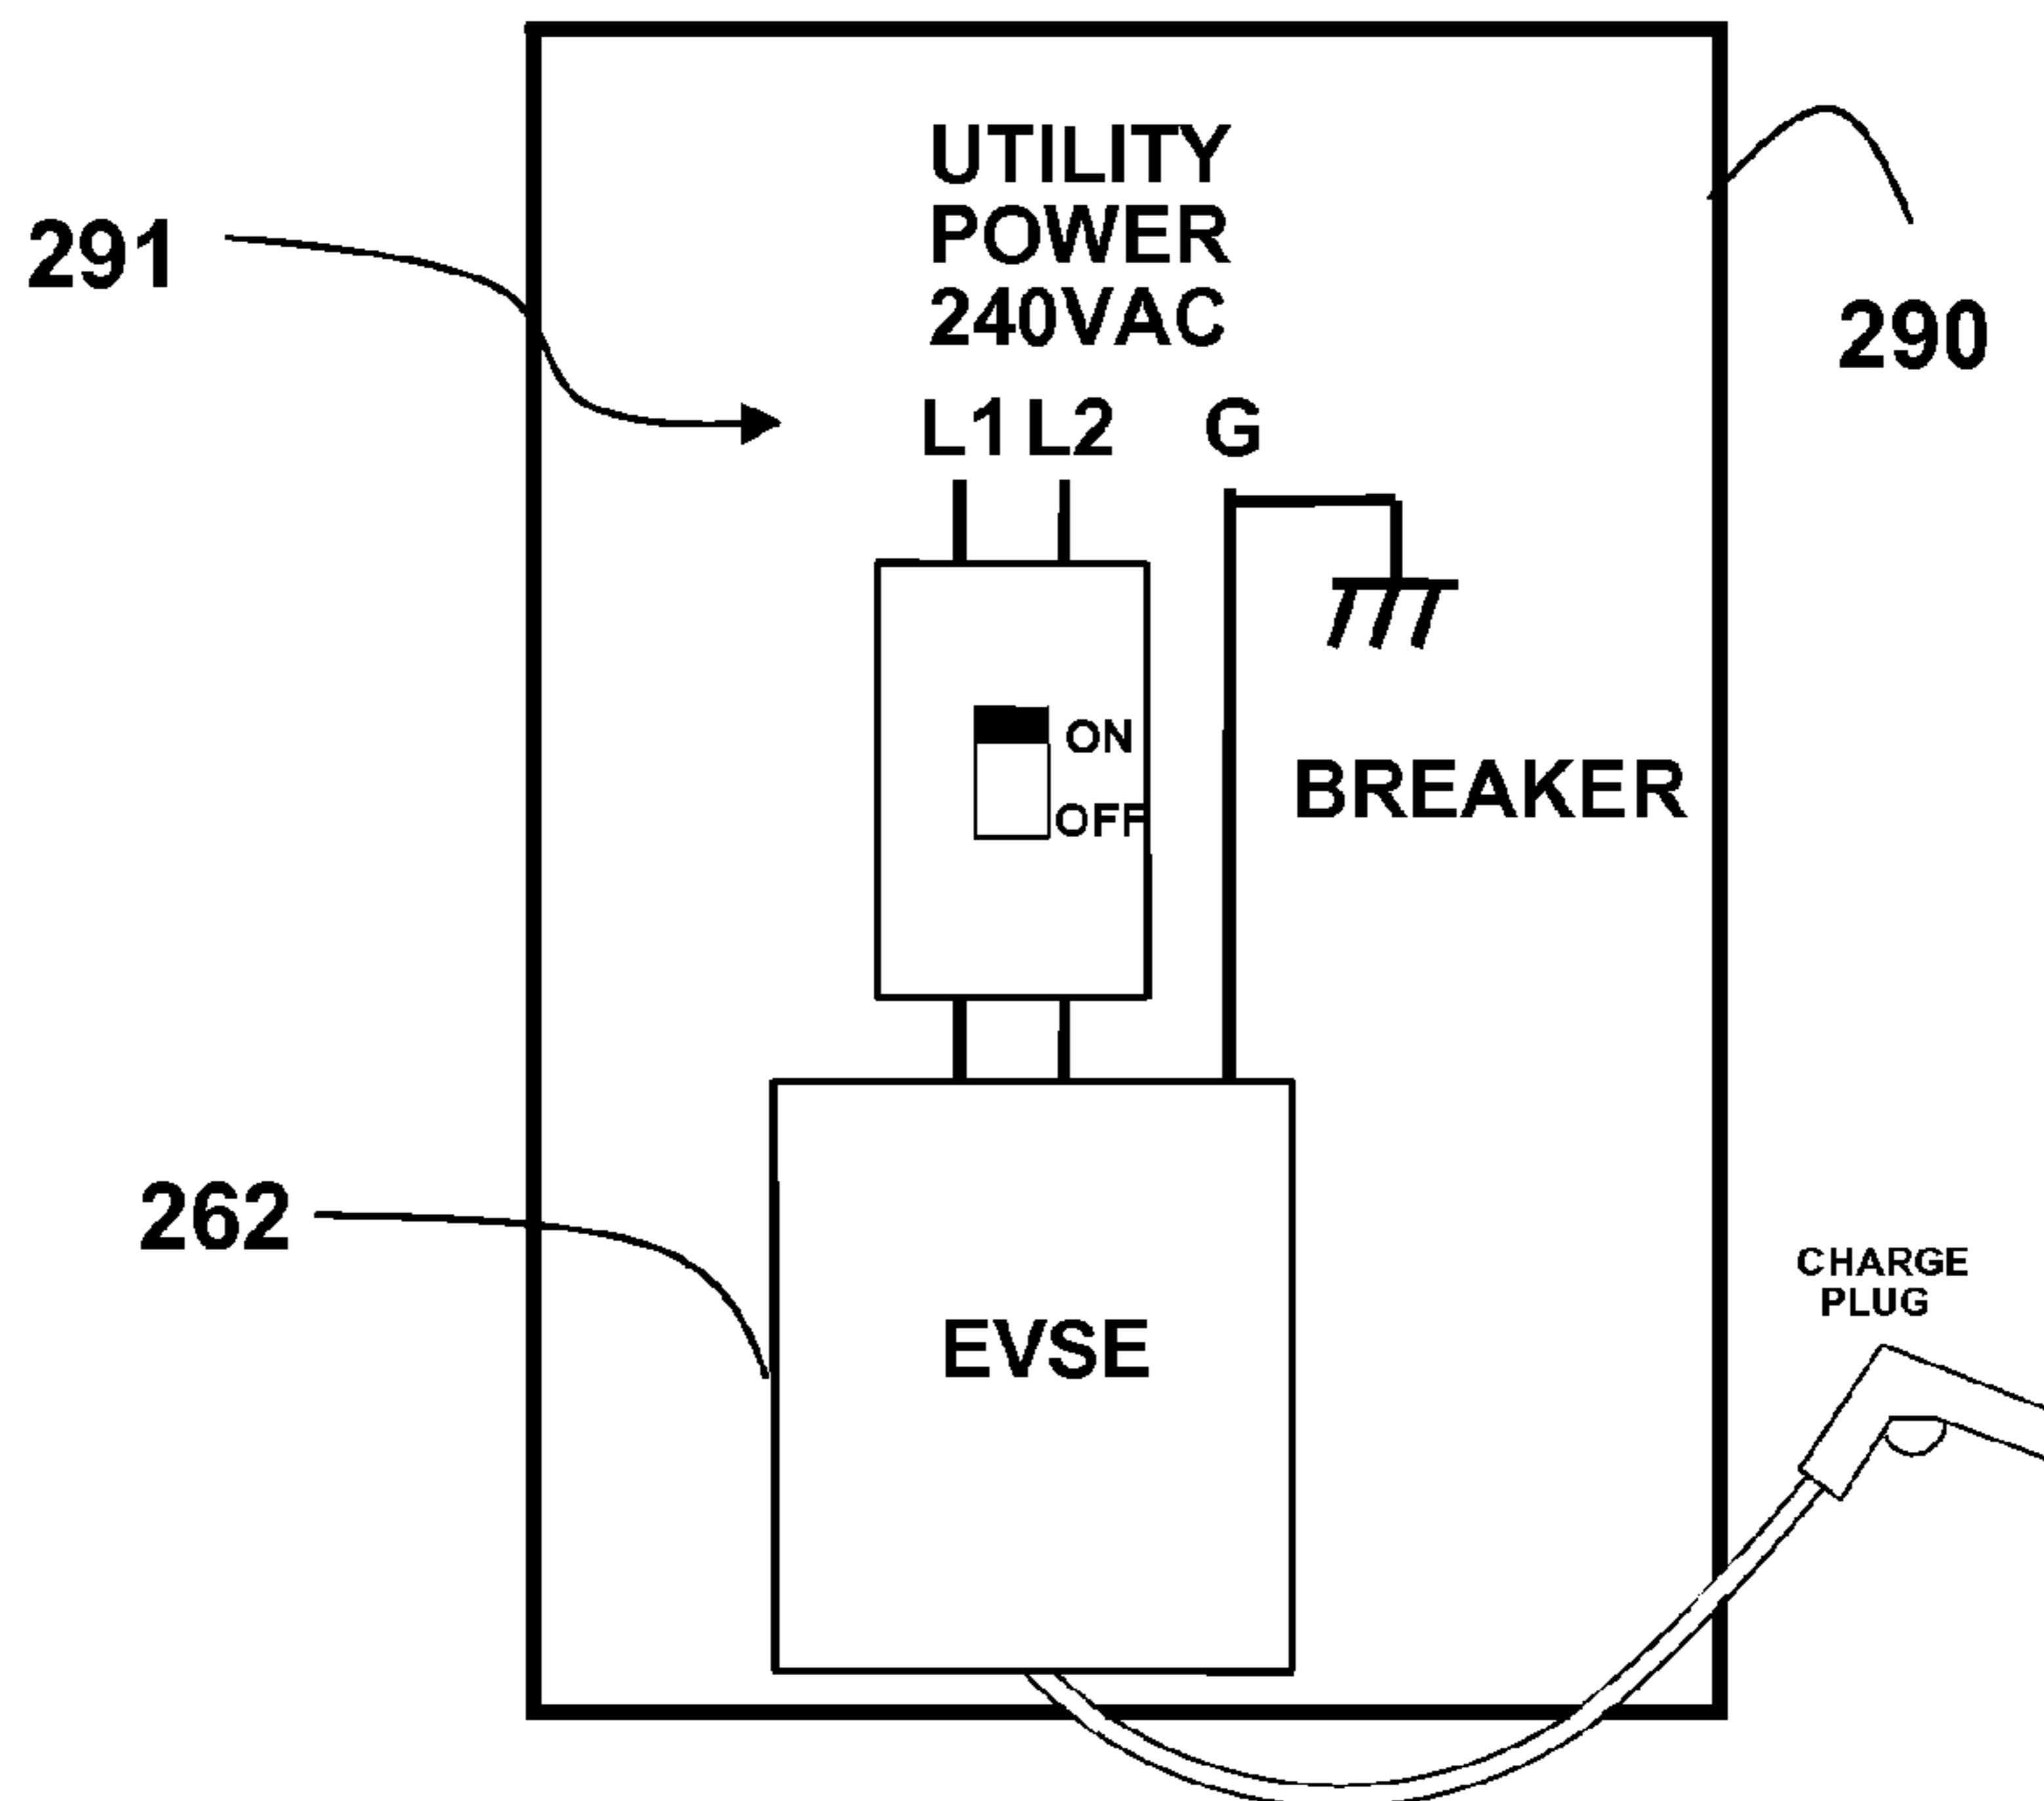 UTILITY
POWER
240VAC
291
290
L1 L2 G
ON
BREAKER
OFF
262
CHARGE
PLUG
EVSE